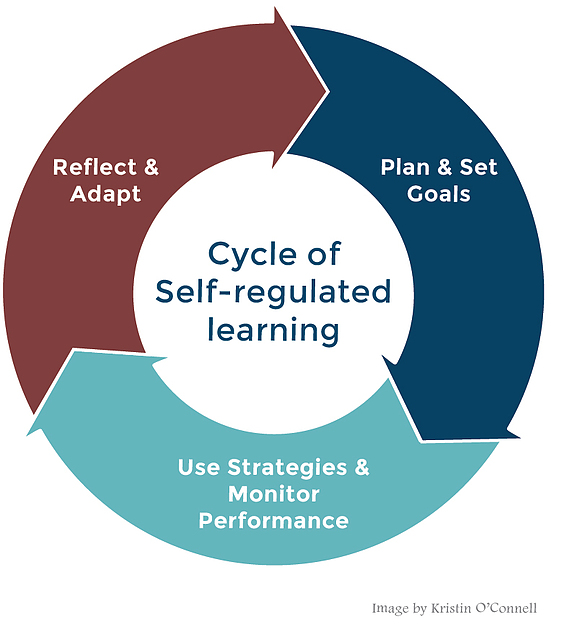 Reflect &
Adapt
Plan & Set
Goals
Cycle of
Self-regulated
learning
Use Strategies &
Monitor
Performance
Image by Kristin O'Connell